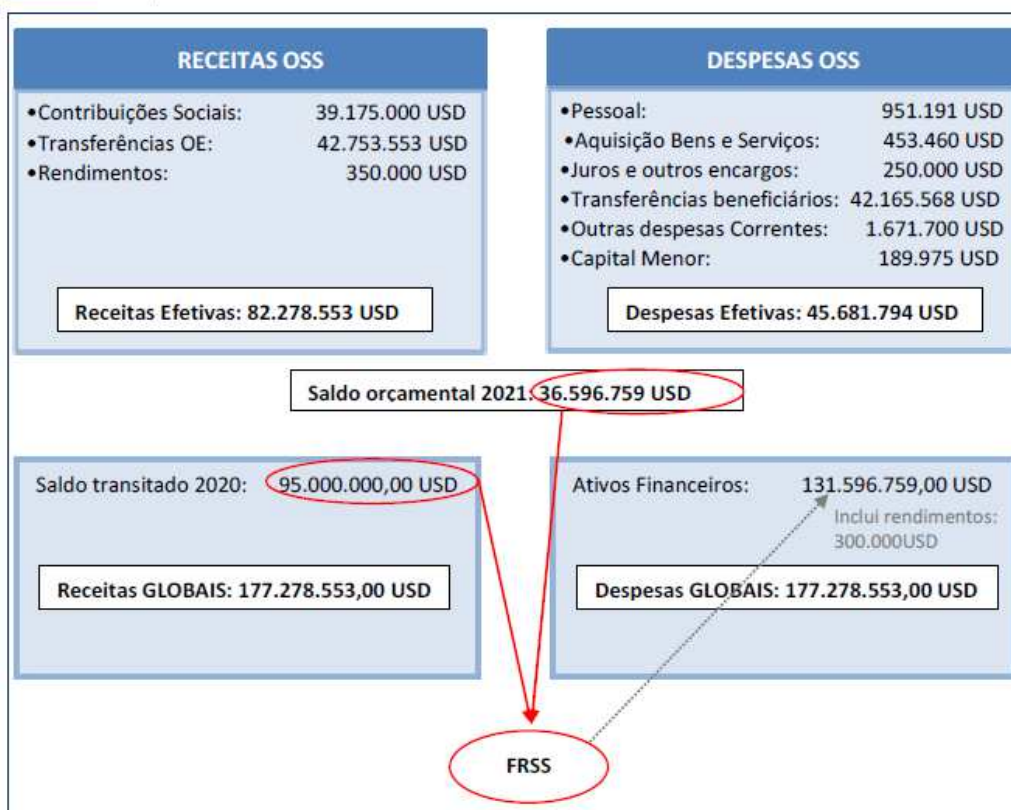 RECEITAS OSS
•Contribuições Sociais: 39.175.000 USD
•Transferências OE: 42.753.553 USD
•Rendimentos: 350.000 USD
Receitas Efetivas: 82.278.553 USD
DESPESAS OSS
•Pessoal: 951.191 USD
•Aquisição Bens e Serviços: 453.460 USD
•Juros e outros encargos: 250.000 USD
•Transferências beneficiários: 42.165.568 USD
•Outras despesas Correntes: 1.671.700 USD
•Capital Menor: 189.975 USD
Despesas Efetivas: 45.681.794 USD
Saldo orçamental 2021: 36.596.759 USD
Saldo transitado 2020: 95.000.000,00 USD
Receitas GLOBAIS: 177.278.553,00 USD
Ativos Financeiros: 131.596.759,00 USD
Inclui rendimentos:
300.000USD
Despesas GLOBAIS: 177.278.553,00 USD
FRSS